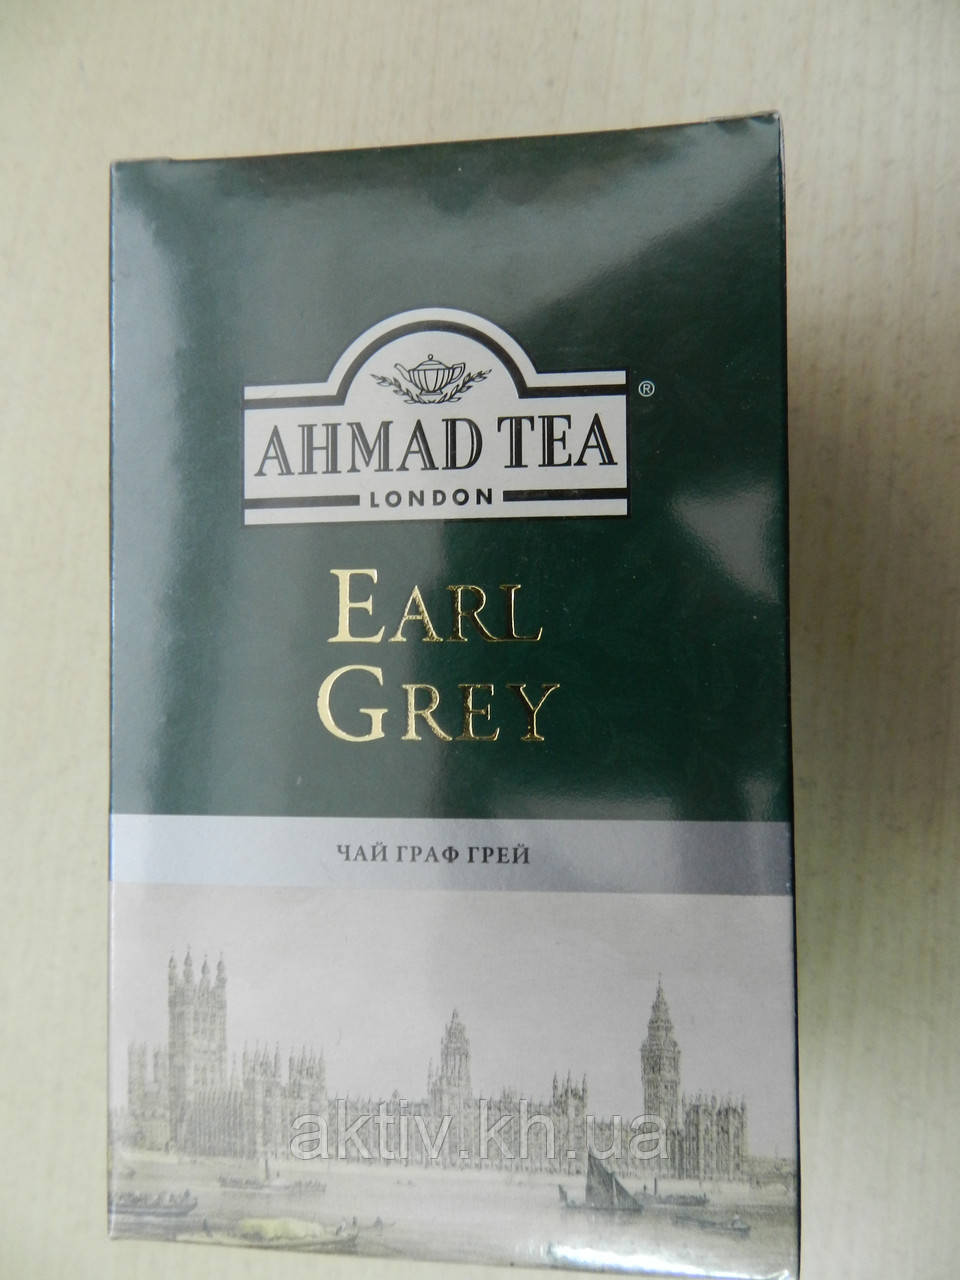 ®
AHMAD TEA
LONDON
EARL
GREY
ЧАЙ ГРАФ ГРЕЙ
aktiv.kh.ua